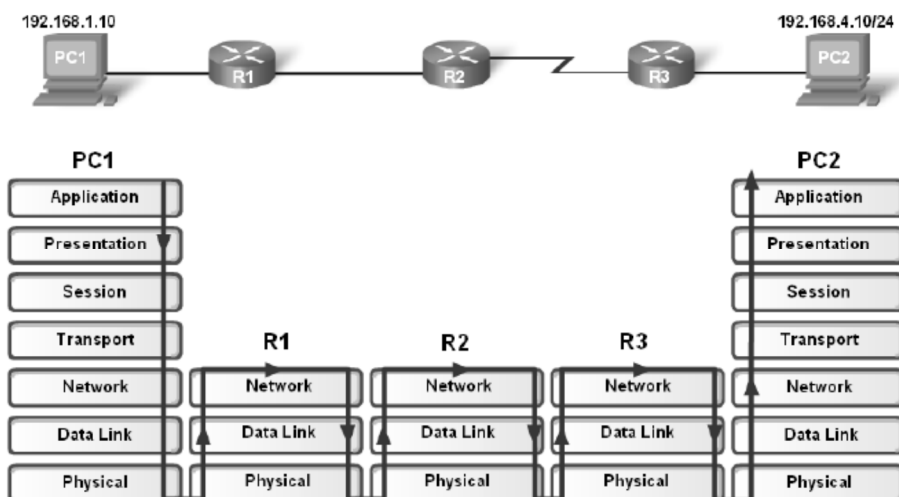 192.168.1.10 192.168.4.10/24
PC1 R1 R2 R3 PC2
PC1 PC2
Application Application
Presentation Presentation
Session Session
Transport R1 R2 R3 Transport
Network Network Network Network Network
Data Link Data Link Data Link Data Link Data Link
Physical Physical Physical Physical Physical